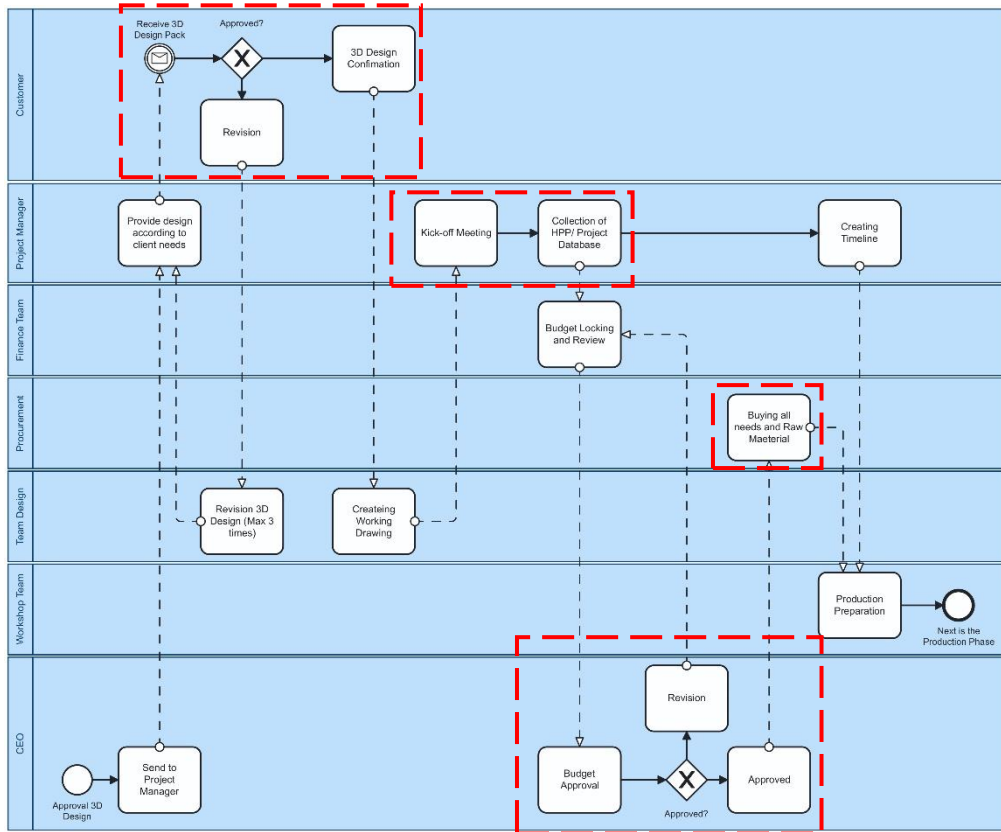 Customer
Receive 3D
Design Pack
Approved?
3D Design
Confimation
Revision
Project Manager
Provide design
according to
client needs
Kick-off Meeting
Collection of
HPP/ Project
Database
Creating
Timeline
Finance Team
Budget Locking
and Review
Procurement
Buying all
needs and Raw
Maeterial
Team Design
Revision 3D
Design (Max 3
times)
Createing
Working
Drawing
Workshop Team
Production
Preparation
Next is the
Production Phase
CEO
Revision
Approval 3D
Design
Send to
Project
Manager
Budget
Approval
Approved?
Approved